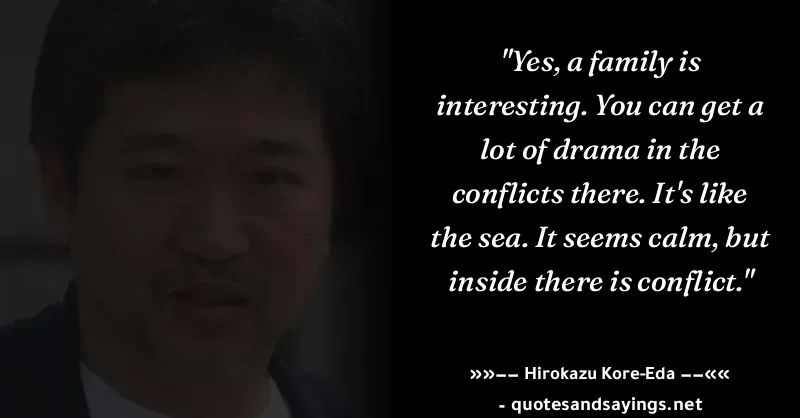 "Yes, a family is
interesting. You can get a
lot of drama in the
conflicts there. It's like
the sea. It seems calm, but
inside there is conflict."
»»−− Hirokazu Kore-Eda −−««
- quotesandsayings.net